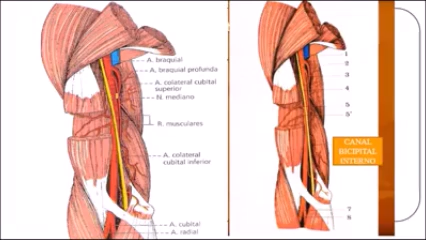 A. braquial
A. braquial profunda
A. colateral cubital
superior
N. mediano
R. musculares
A. colateral
cubital inferior
A. cubital
A. radial
1
2
3
4
5
5'
CANAL
BICIPITAL
INTERNO
7
8